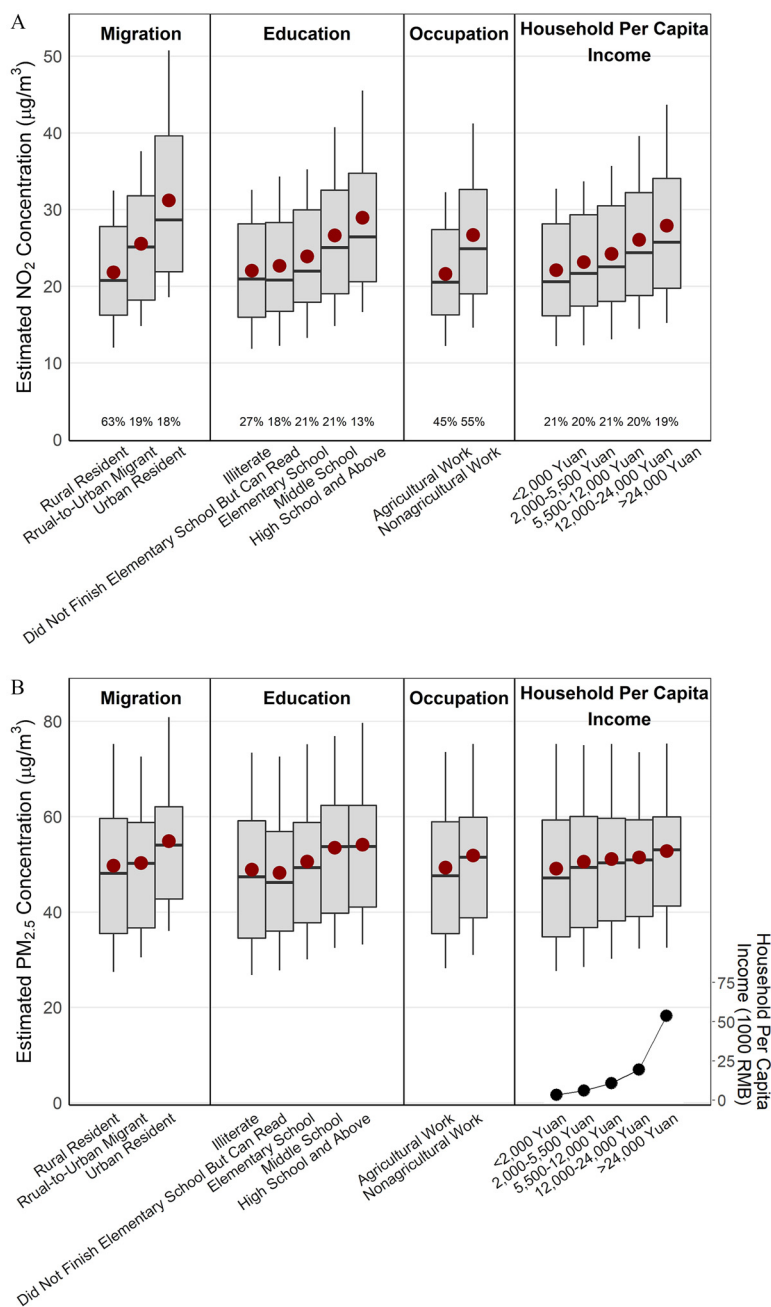 A
Migration
Education
Occupation
Household Per Capita
Income
Estimated NO2 Concentration (μg/m3)
50
40
30
20
10
0
63% 19% 18%
27% 18% 21% 21% 13%
45% 55%
21% 20% 21% 20% 19%
Rural Resident
Rrual-to-Urban Migrant
Urban Resident
Illiterate
Did Not Finish Elementary School But Can Read
Elementary School
Middle School
High School and Above
Agricultural Work
Nonagricultural Work
<2,000 Yuan
2,000-5,500 Yuan
5,500-12,000 Yuan
12,000-24,000 Yuan
>24,000 Yuan
B
Migration
Education
Occupation
Household Per Capita
Income
Estimated PM2.5 Concentration (μg/m3)
80
60
40
20
0
Household Per Capita
Income (1000 RMB)
75
50
25
0
Rural Resident
Rrual-to-Urban Migrant
Urban Resident
Illiterate
Did Not Finish Elementary School But Can Read
Elementary School
Middle School
High School and Above
Agricultural Work
Nonagricultural Work
<2,000 Yuan
2,000-5,500 Yuan
5,500-12,000 Yuan
12,000-24,000 Yuan
>24,000 Yuan